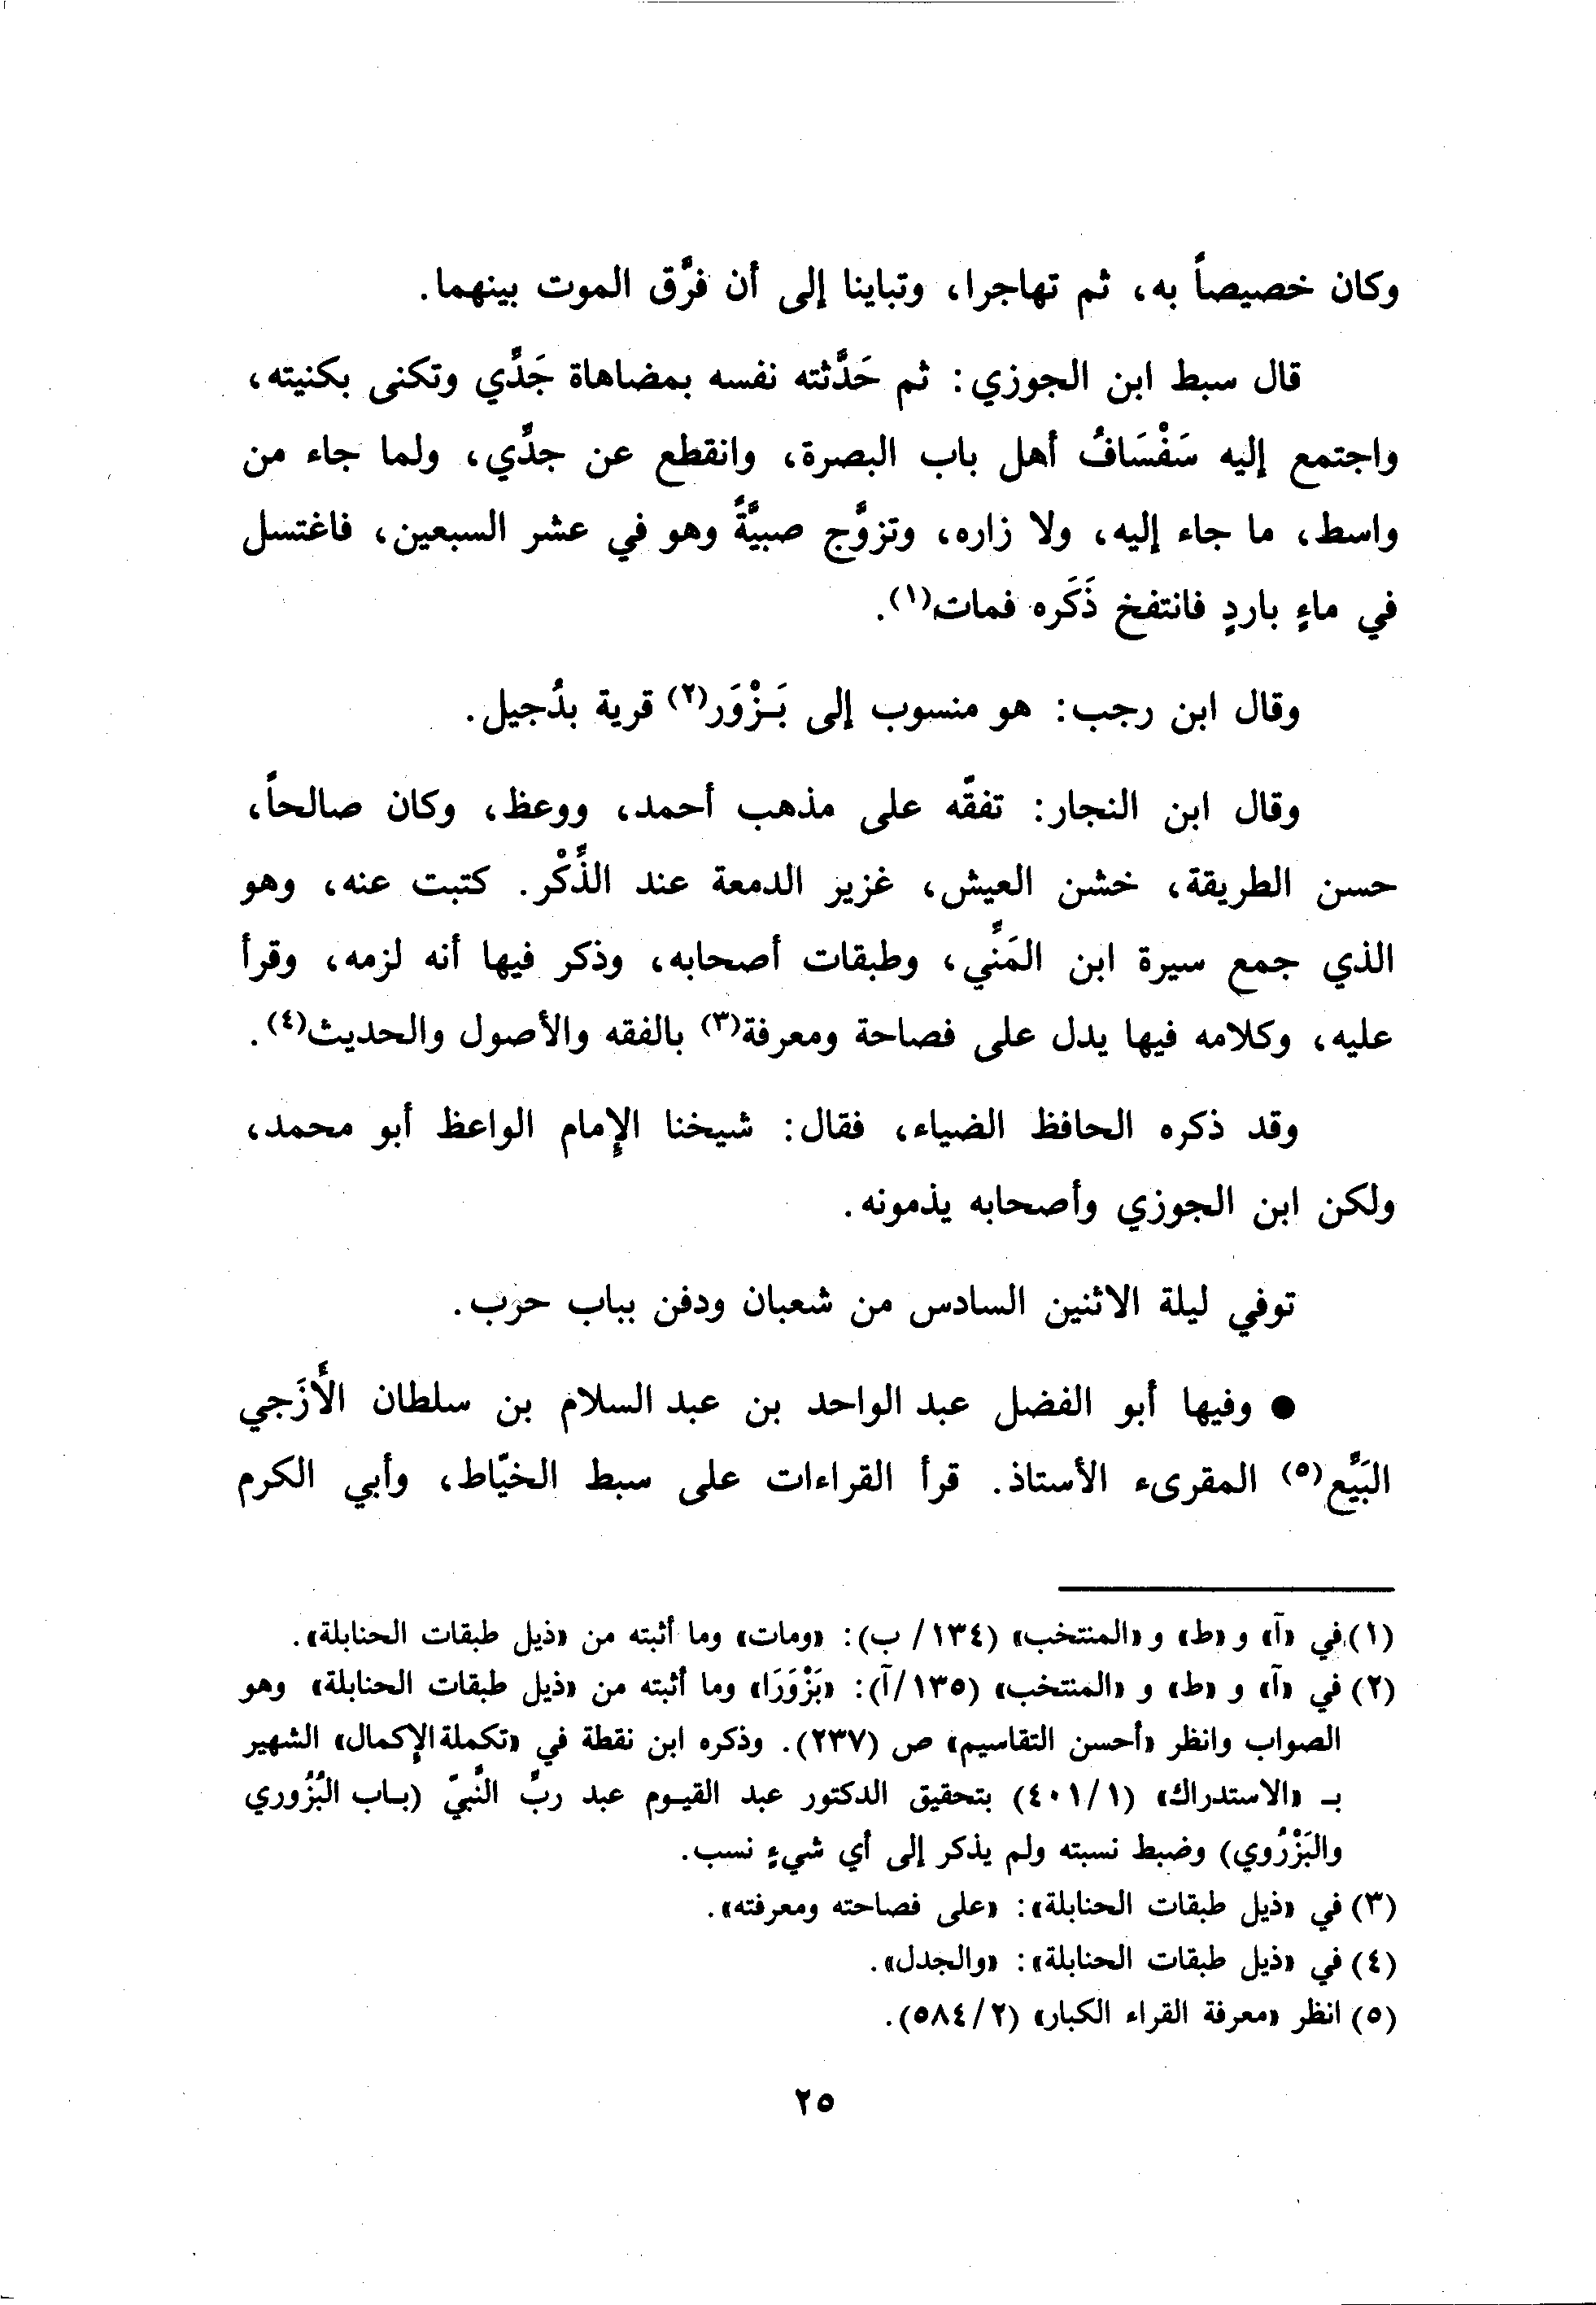 وكان خصيصاً به، ثم تهاجرا، وتباينا إلى أن فرَّق الموت بينهما.
قال سبط ابن الجوزي: ثم حَدَّثته نفسه بمضاهاة جَدِّي وتكنى بكنيته،
واجتمع إليه سَفْسَافُ أهل باب البصرة، وانقطع عن جدِّي، ولما جاء من
واسط، ما جاء إليه، ولا زاره، وتزوَّج صبيَّةً وهو في عشر السبعين، فاغتسل
في ماءٍ باردٍ فانتفخ ذَكَره فمات(١).
وقال ابن رجب: هو منسوب إلى بَـزْوَر(٢) قرية بدُجيل.
وقال ابن النجار: تفقّه على مذهب أحمد، ووعظ، وكان صالحاً،
حسن الطريقة، خشن العيش، غزير الدمعة عند الذِّكْر. كتبت عنه، وهو
الذي جمع سيرة ابن المَنِّي، وطبقات أصحابه، وذكر فيها أنه لزمه، وقرأ
عليه، وكلامه فيها يدل على فصاحة ومعرفة(٣) بالفقه والأصول والحديث(٤).
وقد ذكره الحافظ الضياء، فقال: شيخنا الإمام الواعظ أبو محمد،
ولكن ابن الجوزي وأصحابه يذمونه.
توفي ليلة الاثنين السادس من شعبان ودفن بباب حرب.
● وفيها أبو الفضل عبد الواحد بن عبد السلام بن سلطان الأَزَجي
البَيِّع(٥) المقرىء الأستاذ. قرأ القراءات على سبط الخيّاط، وأبي الكرم
(١) في «آ» و «ط» و «المنتخب» (١٣٤/ ب): «ومات» وما أثبته من «ذيل طبقات الحنابلة».
(٢) في «آ» و «ط» و «المنتخب» (١٣٥/آ): «بَزْوَرَا» وما أثبته من «ذيل طبقات الحنابلة» وهو
الصواب وانظر «أحسن التقاسيم» ص (٢٣٧). وذكره ابن نقطة في «تكملة الإكمال» الشهير
بـ «الاستدراك» (٤٠١/١) بتحقيق الدكتور عبد القيـوم عبد ربِّ النَّبيّ (بـاب البُزُوري
والبَزْرُوي) وضبط نسبته ولم يذكر إلى أي شيءٍ نسب.
(٣) في «ذيل طبقات الحنابلة»: «على فصاحته ومعرفته».
(٤) في «ذيل طبقات الحنابلة»: «والجدل».
(٥) انظر «معرفة القراء الكبار» (٥٨٤/٢).
٢٥